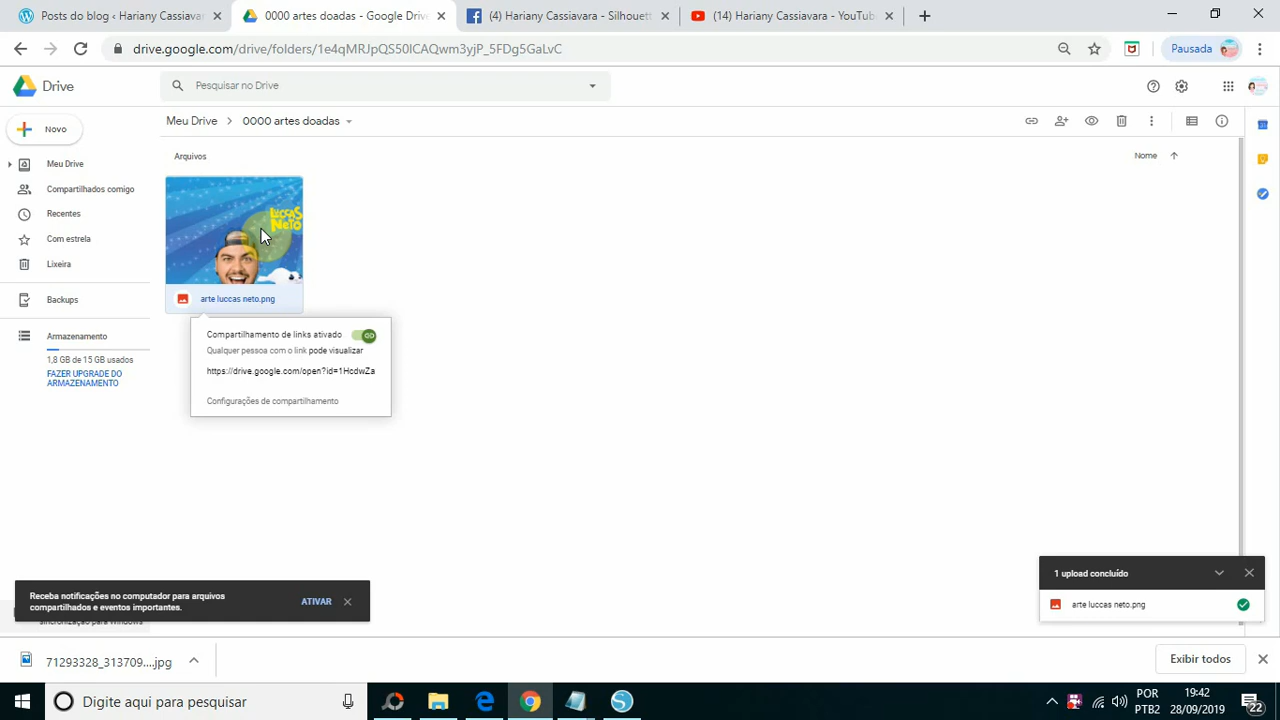 Posts do blog ‹ Hariany Cassiavar
0000 artes doadas - Google Drive
(4) Hariany Cassiavara - Silhouett
(14) Hariany Cassiavara - YouTube
drive.google.com/drive/folders/1e4qMRJpQS50lCAQwm3yjP_5FDg5GaLvC
Pausada
Drive
Pesquisar no Drive
Novo
Meu Drive
0000 artes doadas
Meu Drive
Compartilhados comigo
Recentes
Com estrela
Lixeira
Backups
Armazenamento
1,8 GB de 15 GB usados
FAZER UPGRADE DO
ARMAZENAMENTO
Arquivos
Nome
LUCCAS
NETO
arte luccas neto.png
Compartilhamento de links ativado
Qualquer pessoa com o link pode visualizar
https://drive.google.com/open?id=1HcdwZa
Configurações de compartilhamento
Receba notificações no computador para arquivos
compartilhados e eventos importantes.
ATIVAR
sincronização para Windows
1 upload concluído
arte luccas neto.png
71293328_313709....jpg
Exibir todos
Digite aqui para pesquisar
POR
PTB2
19:42
28/09/2019
22